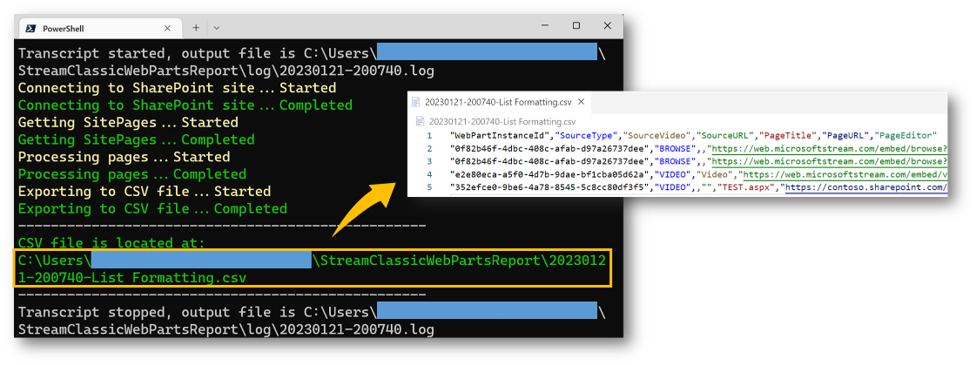 PowerShell
Transcript started, output file is C:\Users\ \
StreamClassicWebPartsReport\log\20230121-200740.log
Connecting to SharePoint site ... Started
Connecting to SharePoint site ... Completed
Getting SitePages ... Started
Getting SitePages ... Completed
Processing pages ... Started
Processing pages ... Completed
Exporting to CSV file ... Started
Exporting to CSV file ... Completed
--------------------------------------------------
CSV file is located at:
C:\Users\ \StreamClassicWebPartsReport\2023012
1-200740-List Formatting.csv
--------------------------------------------------
Transcript stopped, output file is C:\Users\ \
StreamClassicWebPartsReport\log\20230121-200740.log
20230121-200740-List Formatting.csv
20230121-200740-List Formatting.csv
1 "WebPartInstanceId","SourceType","SourceVideo","SourceURL","PageTitle","PageURL","PageEditor"
2 "0f82b46f-4dbc-408c-afab-d97a26737dee","BROWSE",,"https://web.microsoftstream.com/embed/browse?
3 "0f82b46f-4dbc-408c-afab-d97a26737dee","BROWSE",,"https://web.microsoftstream.com/embed/browse?
4 "e2e80eca-a5f0-4d7b-9dae-bf1cba05d62a","VIDEO","Video","https://web.microsoftstream.com/embed/v
5 "352efce0-9be6-4a78-8545-5c8cc80df3f5","VIDEO",,"","TEST.aspx","https://contoso.sharepoint.com/